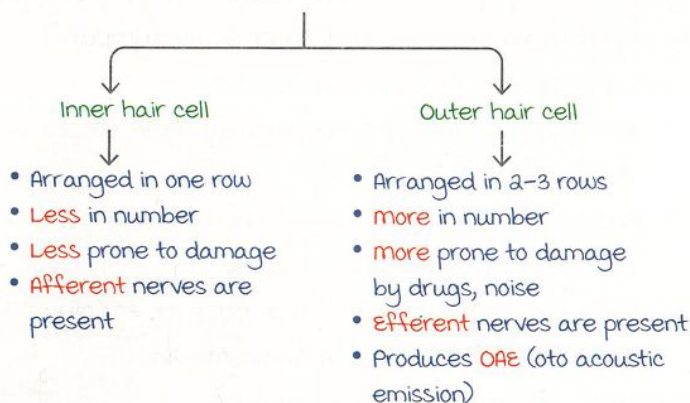 Inner hair cell
• Arranged in one row
• Less in number
• Less prone to damage
• Afferent nerves are
present
Outer hair cell
• Arranged in 2-3 rows
• more in number
• more prone to damage
by drugs, noise
• Efferent nerves are present
• Produces OAE (oto acoustic
emission)